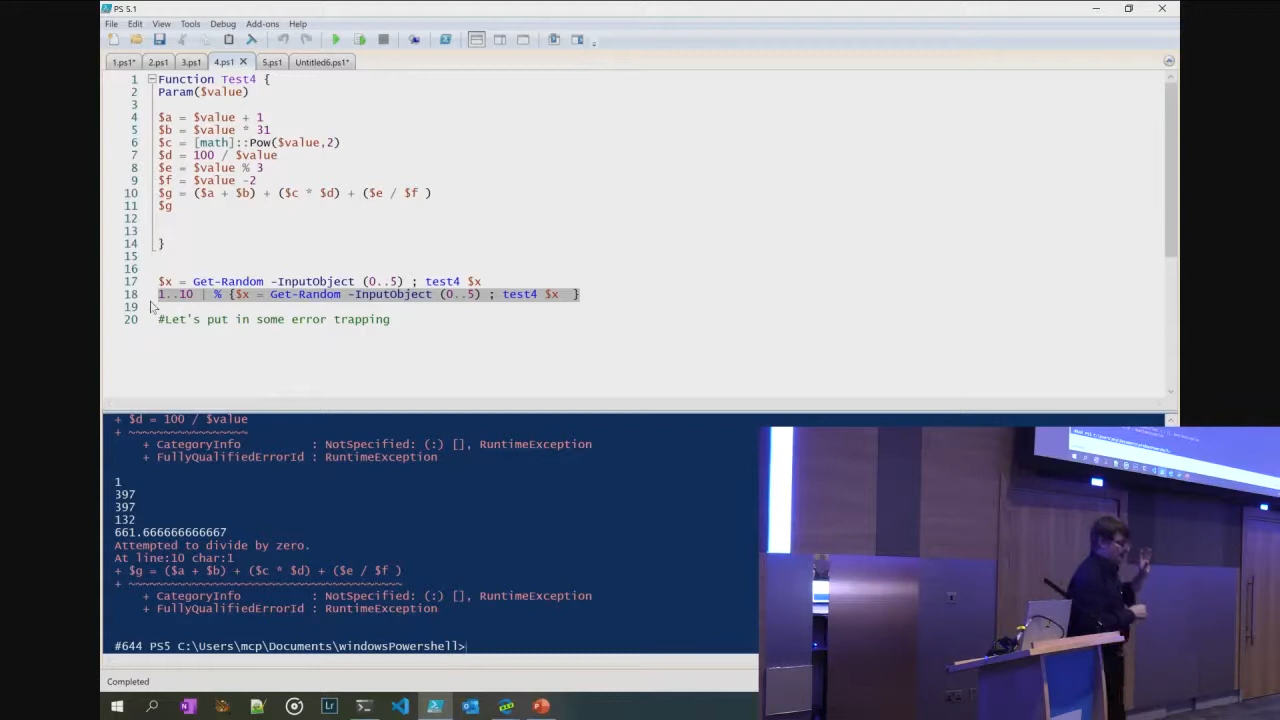 PS 5.1
File Edit View Tools Debug Add-ons Help
1.ps1* 2.ps1 3.ps1 4.ps1 5.ps1 Untitled6.ps1*
1 Function Test4 {
2 Param($value)
3
4 $a = $value + 1
5 $b = $value * 31
6 $c = [math]::Pow($value,2)
7 $d = 100 / $value
8 $e = $value % 3
9 $f = $value -2
10 $g = ($a + $b) + ($c * $d) + ($e / $f )
11 $g
12
13
14 }
15
16
17 $x = Get-Random -InputObject (0..5) ; test4 $x
18 1..10 | % {$x = Get-Random -InputObject (0..5) ; test4 $x }
19
20 #Let's put in some error trapping
+ $d = 100 / $value
+ ~~~~~~~~~~~~~~~~~
+ CategoryInfo : NotSpecified: (:) [], RuntimeException
+ FullyQualifiedErrorId : RuntimeException
1
397
397
132
661.666666666667
Attempted to divide by zero.
At line:10 char:1
+ $g = ($a + $b) + ($c * $d) + ($e / $f )
+ ~~~~~~~~~~~~~~~~~~~~~~~~~~~~~~~~~~~~~~~
+ CategoryInfo : NotSpecified: (:) [], RuntimeException
+ FullyQualifiedErrorId : RuntimeException
#644 PS5 C:\Users\mcp\Documents\windowsPowershell>
Completed
Lr